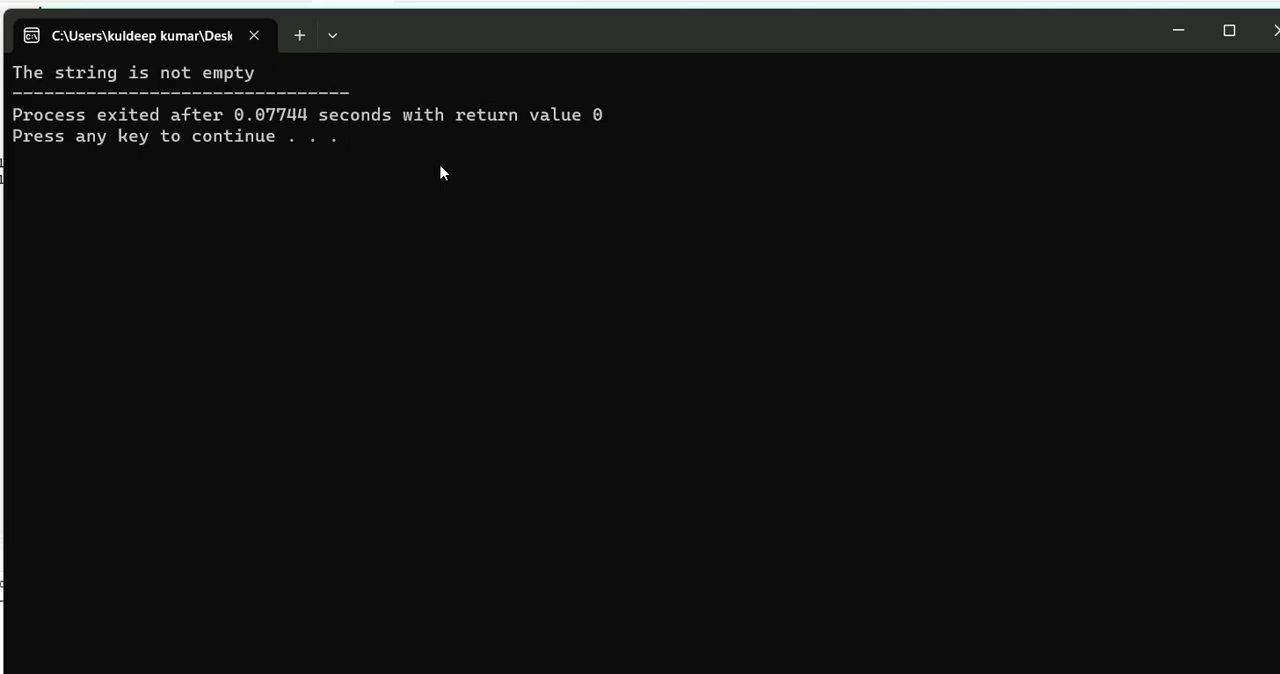 C:\Users\kuldeep kumar\Desk
The string is not empty
--------------------------------
Process exited after 0.07744 seconds with return value 0
Press any key to continue . . .